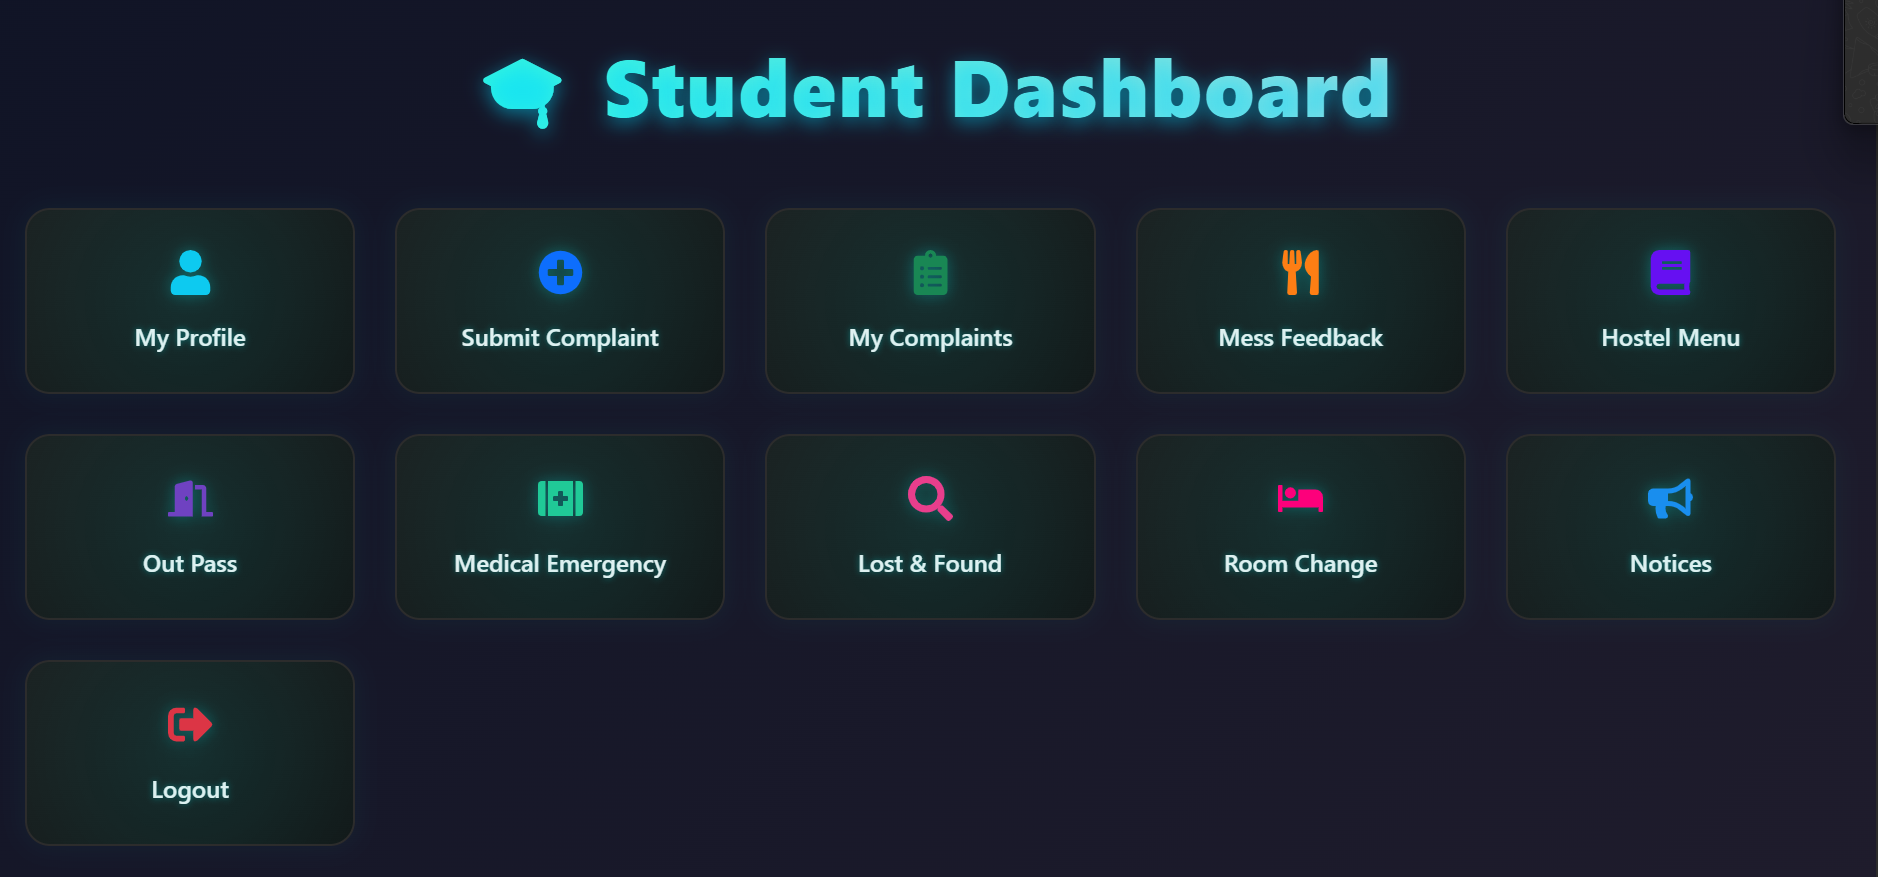 Student Dashboard
My Profile
Submit Complaint
My Complaints
Mess Feedback
Hostel Menu
Out Pass
Medical Emergency
Lost & Found
Room Change
Notices
Logout